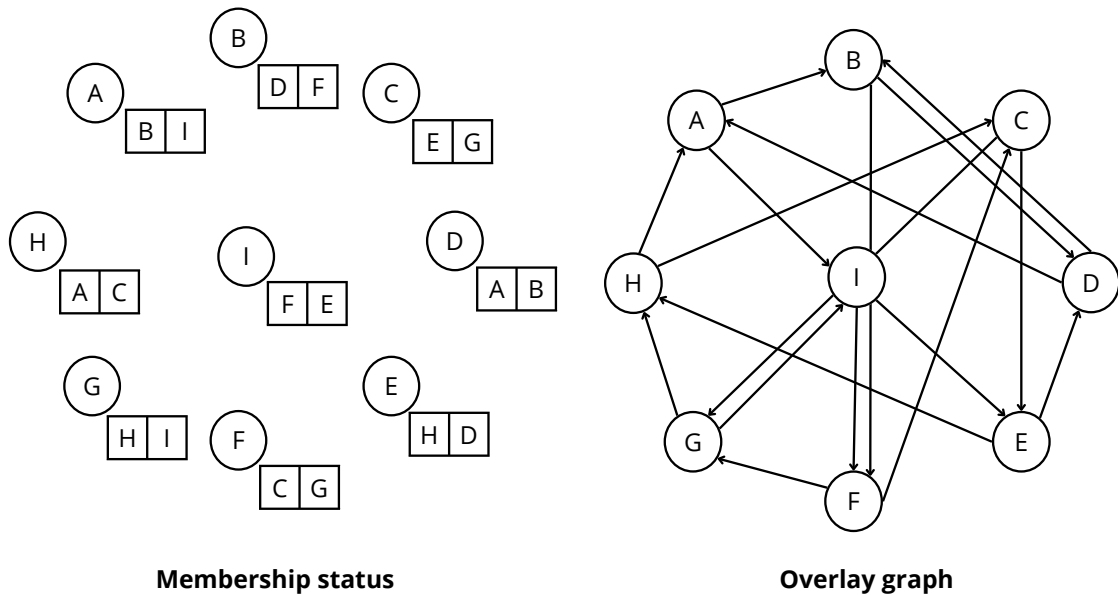 B
D F
A
B I
C
E G
H
A C
I
F E
D
A B
G
H I
F
C G
E
H D
Membership status
B
A
C
H
I
D
G
E
F
Overlay graph